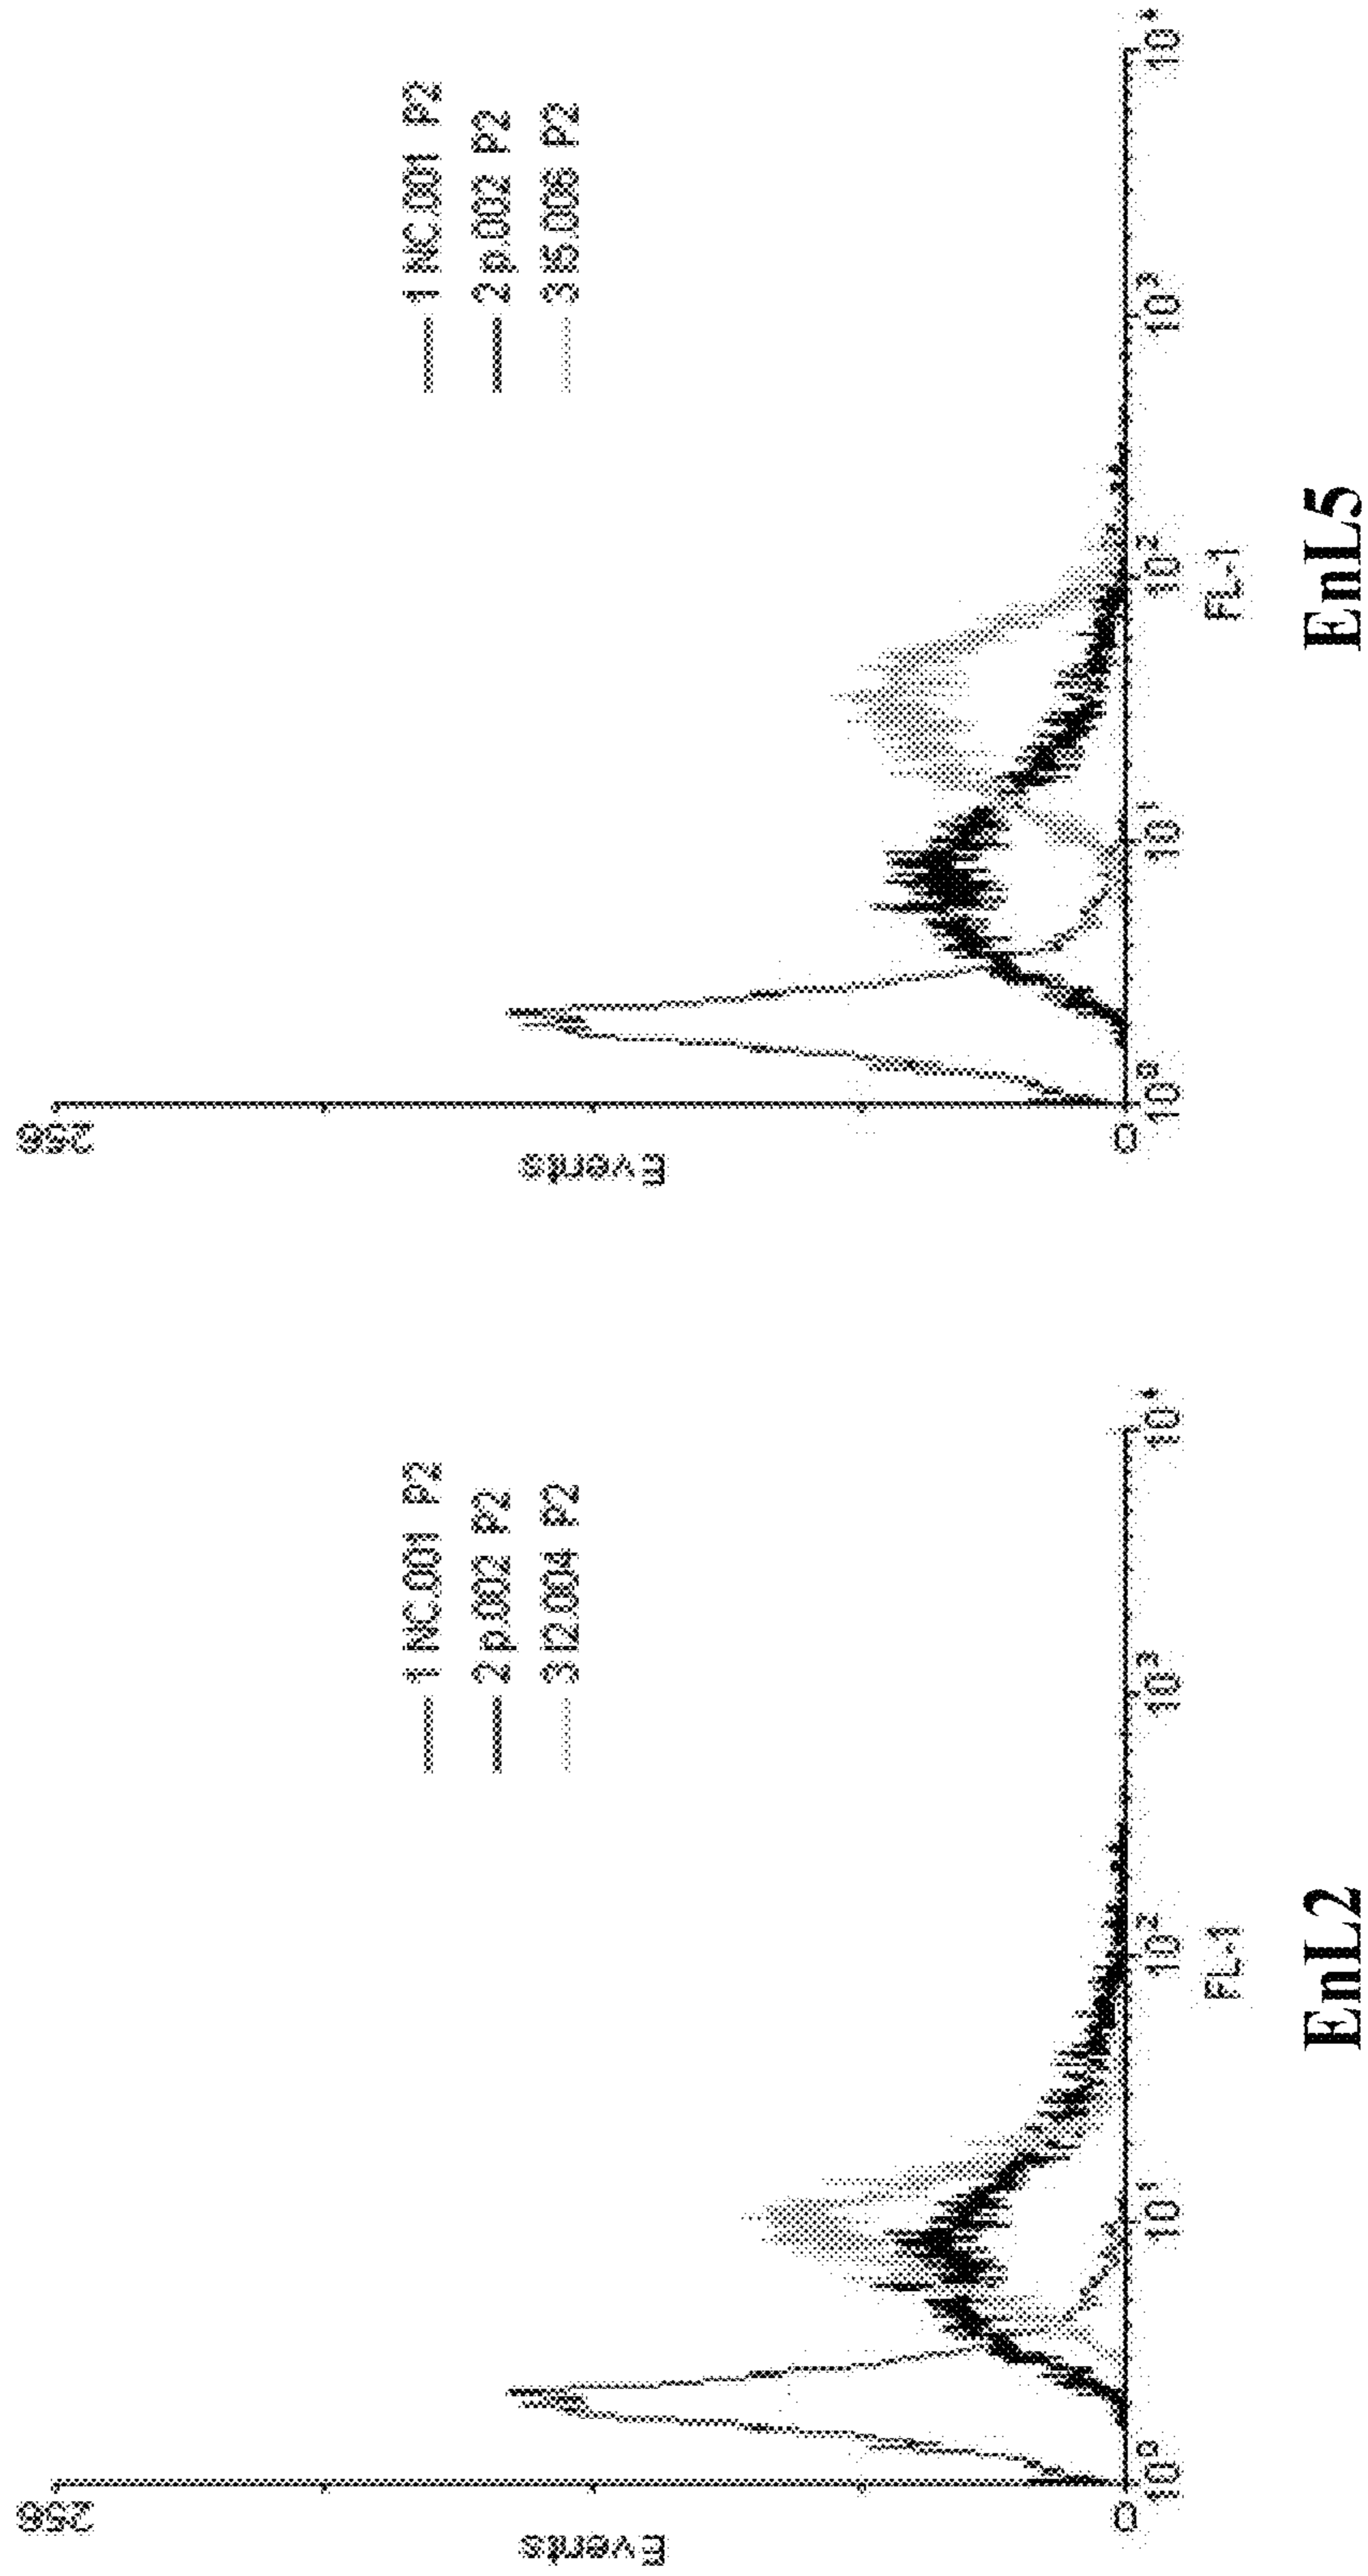 256
Events
0
1 NC.001 P2
2 p.002 P2
3 l2.004 P2
10⁰ 10¹ 10² 10³ 10⁴
FL-1
EnL2
256
Events
0
1 NC.001 P2
2 p.002 P2
3 l5.006 P2
10⁰ 10¹ 10² 10³ 10⁴
FL-1
EnL5